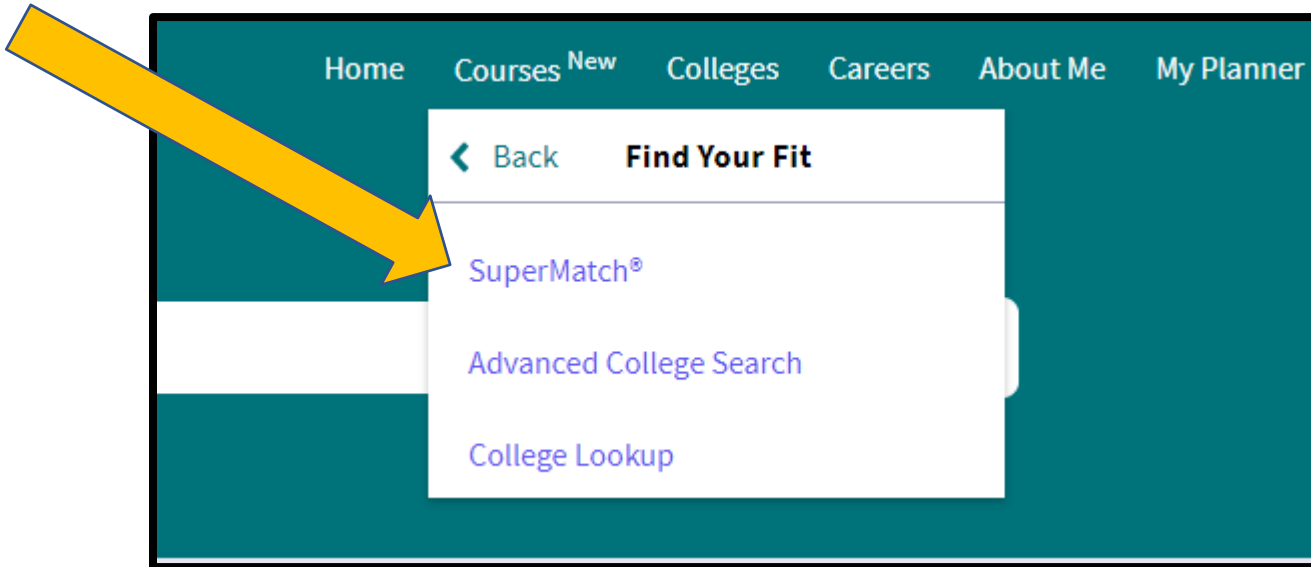 Home Courses New Colleges Careers About Me My Planner
Back Find Your Fit
SuperMatch®
Advanced College Search
College Lookup